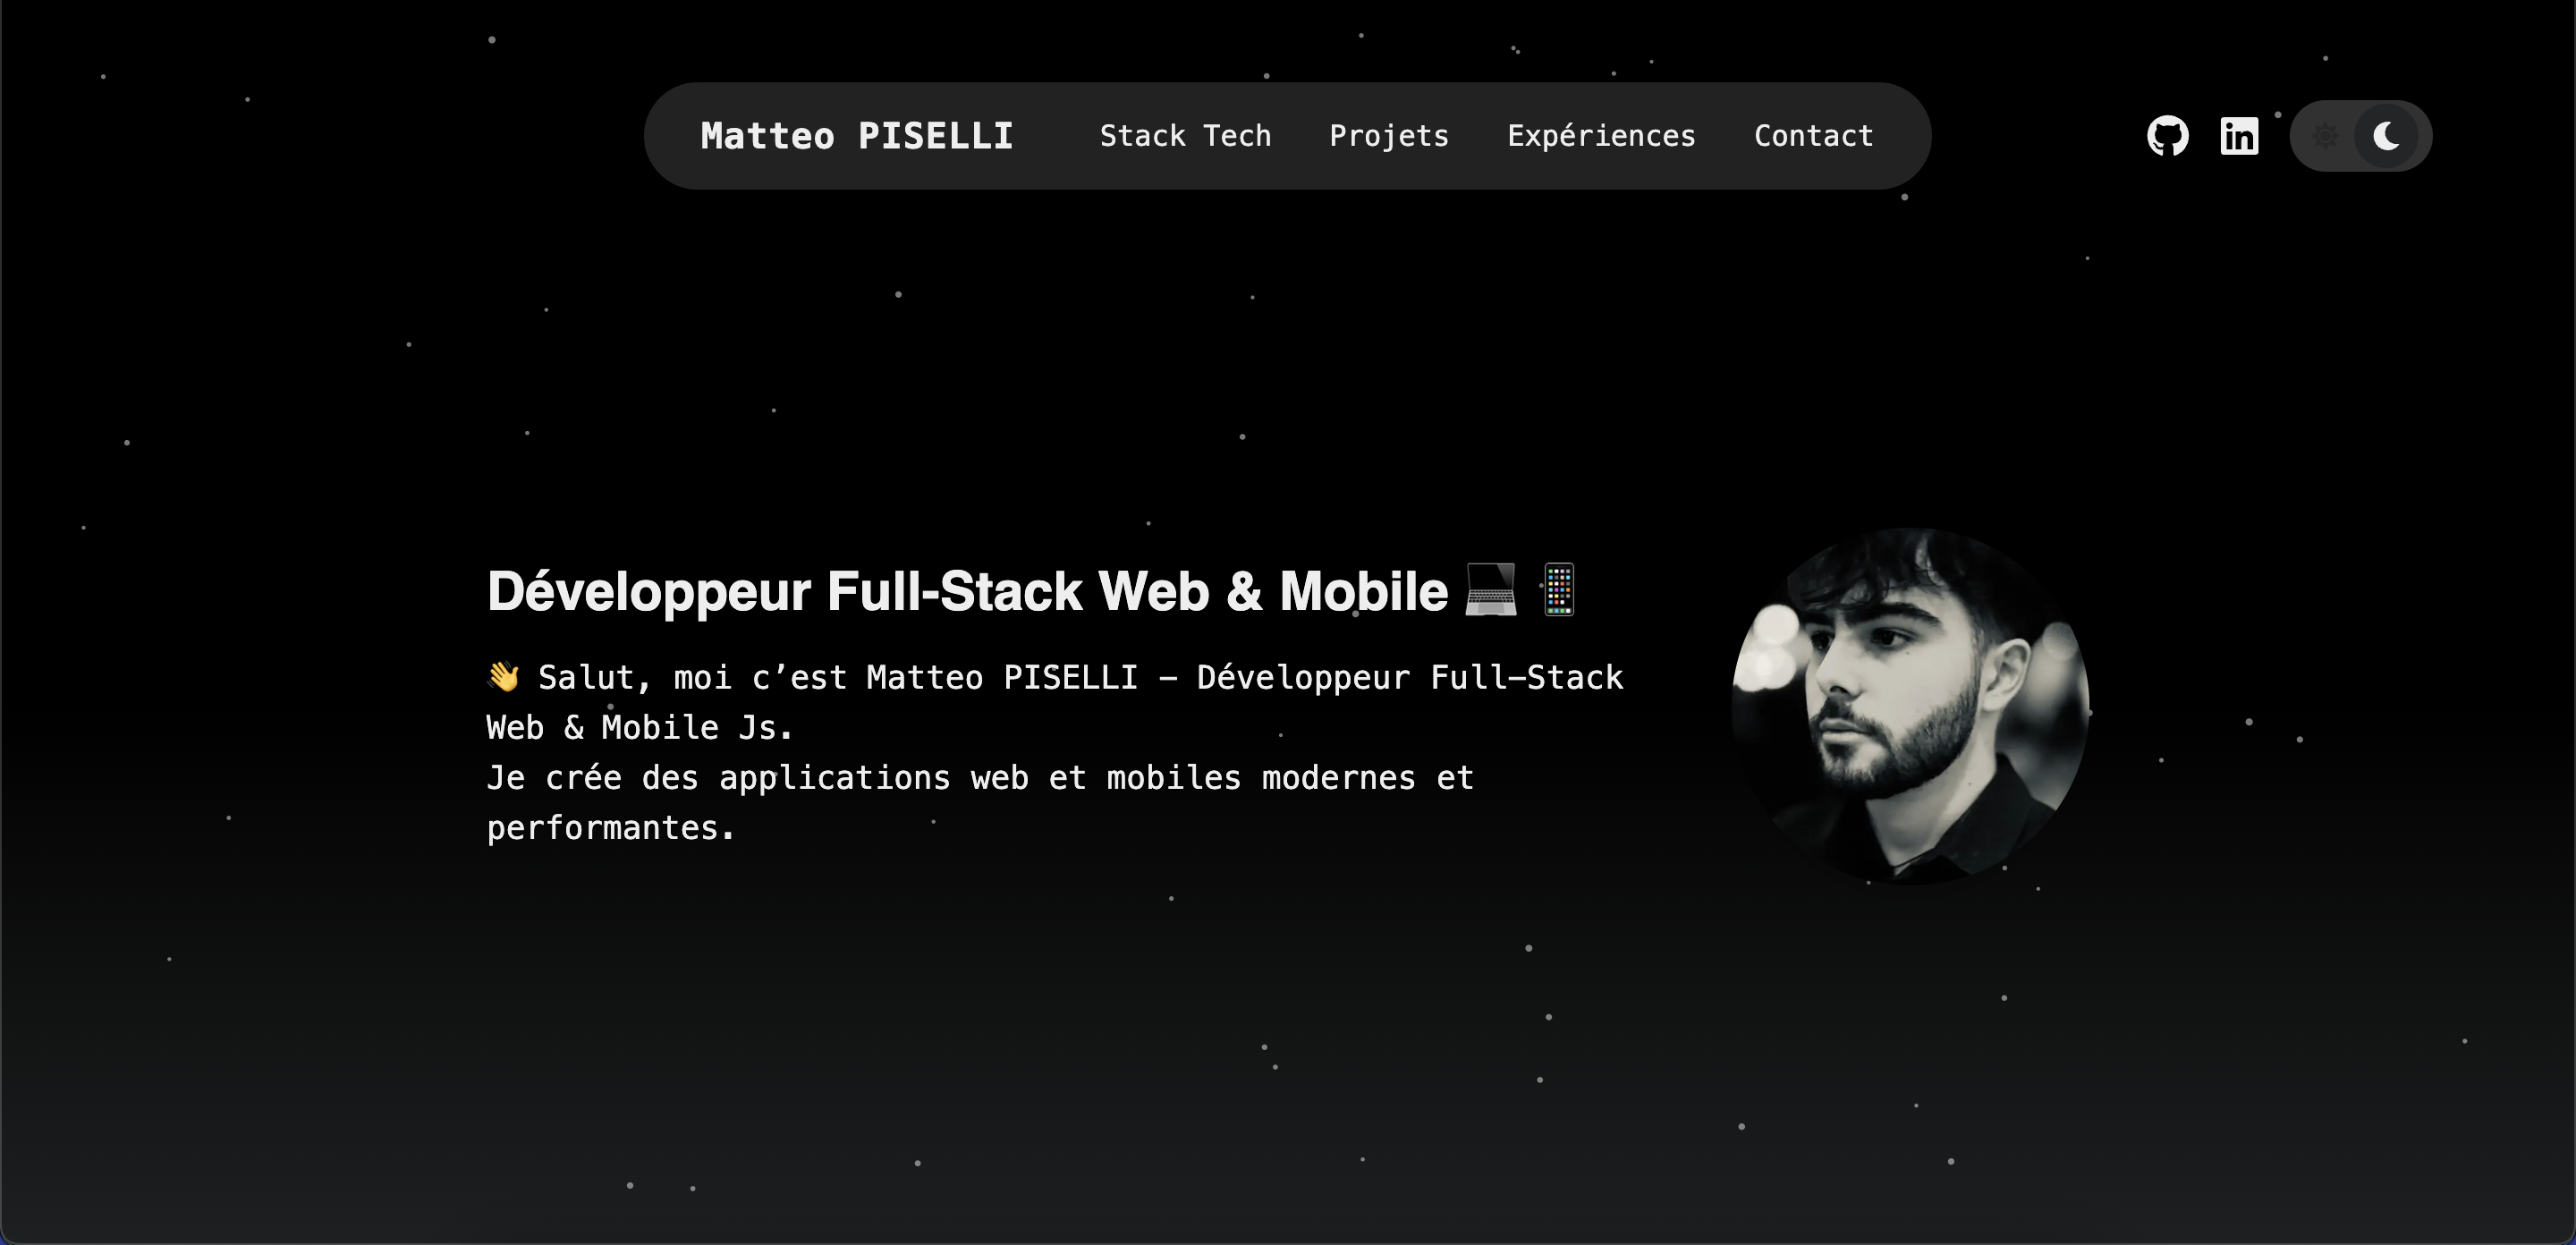 Matteo PISELLI Stack Tech Projets Expériences Contact
Développeur Full-Stack Web & Mobile 💻 📱
👋 Salut, moi c’est Matteo PISELLI – Développeur Full-Stack
Web & Mobile Js.
Je crée des applications web et mobiles modernes et
performantes.